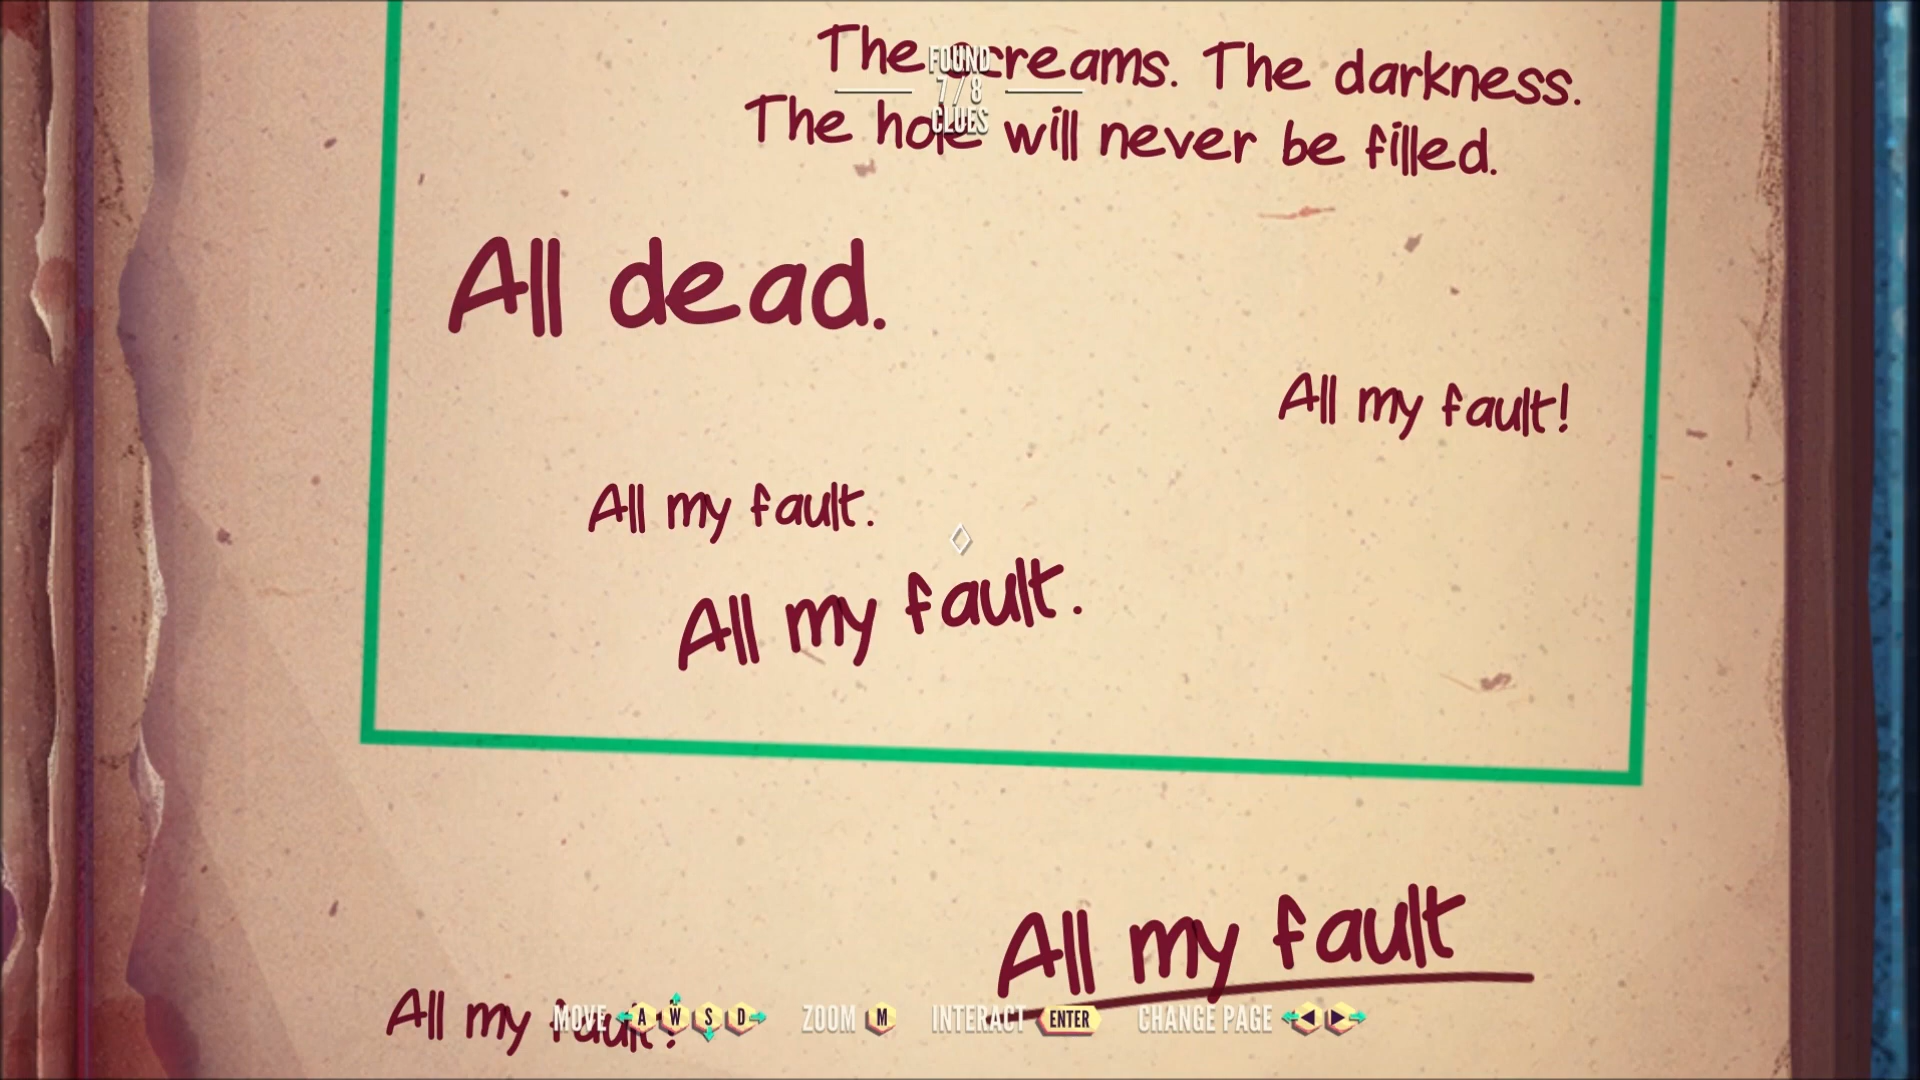 The screams. The darkness.
FOUND
7/8
CLUES
The hole will never be filled.
All dead.
All my fault!
All my fault.
All my fault.
All my fault
All my fault!
MOVE A W S D ZOOM M INTERACT ENTER CHANGE PAGE